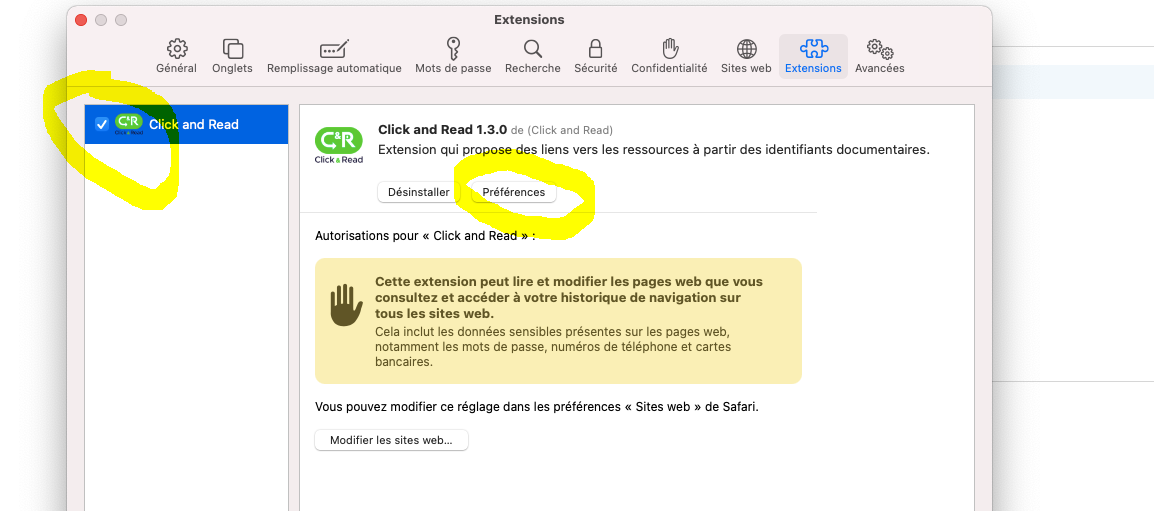 Extensions
Général
Onglets
Remplissage automatique
Mots de passe
Recherche
Sécurité
Confidentialité
Sites web
Extensions
Avancées
C&R
Click and Read
Click & Read
C&R
Click & Read
Click and Read 1.3.0 de (Click and Read)
Extension qui propose des liens vers les ressources à partir des identifiants documentaires.
Désinstaller
Préférences
Autorisations pour « Click and Read » :
Cette extension peut lire et modifier les pages web que vous
consultez et accéder à votre historique de navigation sur
tous les sites web.
Cela inclut les données sensibles présentes sur les pages web,
notamment les mots de passe, numéros de téléphone et cartes
bancaires.
Vous pouvez modifier ce réglage dans les préférences « Sites web » de Safari.
Modifier les sites web...